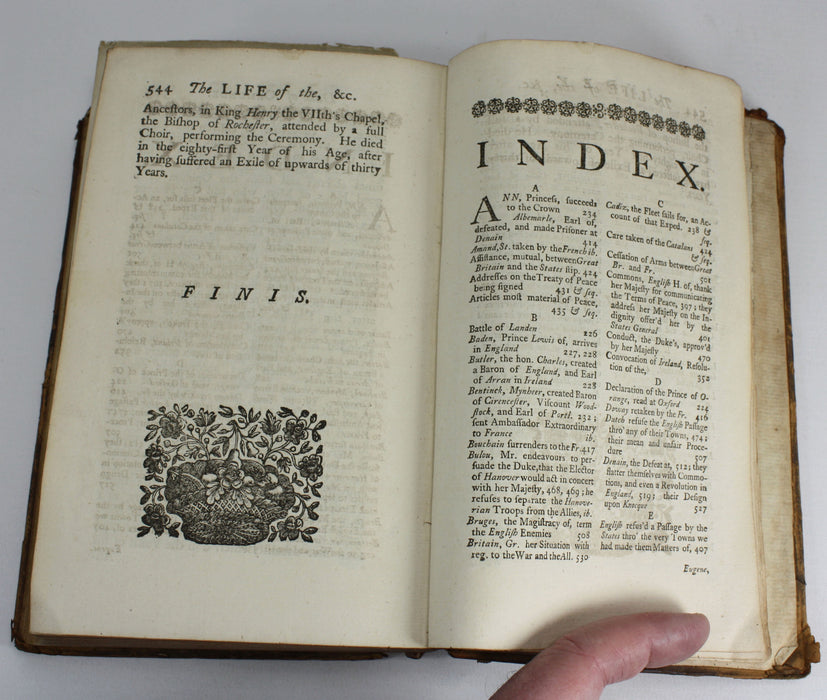 544 The LIFE of the, &c.
Ancestors, in King Henry the VIIth's Chapel,
the Bishop of Rochester, attended by a full
Choir, performing the Ceremony. He died
in the eighty-first Year of his Age, after
having suffered an Exile of upwards of thirty
Years.
FINIS.
INDEX.
A
ANN, Princess, succeeds
to the Crown 234
Albemarle, Earl of,
defeated, and made Prisoner at
Denain 414
Amand, St. taken by the French ib.
Assistance, mutual, between Great
Britain and the States stip. 424
Addresses on the Treaty of Peace
being signed 431 & seq.
Articles most material of Peace,
435 & seq.
B
Battle of Landen 226
Baden, Prince Lewis of, arrives
in England 227, 228
Butler, the hon. Charles, created
a Baron of England, and Earl
of Arran in Ireland 228
Bentinck, Mynheer, created Baron
of Cirencester, Viscount Wood-
stock, and Earl of Portl. 232;
sent Ambassador Extraordinary
to France ib.
Bouchain surrenders to the Fr. 417
Bulou, Mr. endeavours to per-
suade the Duke, that the Elector
of Hanover would act in concert
with her Majesty, 468, 469; he
refuses to separate the Hanove-
rian Troops from the Allies, ib.
Bruges, the Magistracy of, term
the English Enemies 508
Britain, Gr. her Situation with
reg. to the War and the All. 530
C
Cadix, the Fleet sails for, an Ac-
count of that Exped. 238 &
seq.
Care taken of the Catalans 424
& seq.
Cessation of Arms between Great
Br. and Fr. 501
Commons, English H. of, thank
her Majesty for communicating
the Terms of Peace, 397; they
address her Majesty on the In-
dignity offer'd her by the
States General 401
Conduct, the Duke's, approv'd
by her Majesty 470
Convocation of Ireland, Resolu-
tion of the, 352
D
Declaration of the Prince of O-
range, read at Oxford 224
Doway retaken by the Fr. 416
Dutch refuse the English Passage
thro' any of their Towns, 474;
their mean and unfair Proce-
dure 507
Denain, the Defeat at, 512; they
flatter themselves with Commo-
tions, and even a Revolution in
England, 519; their Design
upon Knocque 527
E
English refus'd a Passage by the
States thro' the very Towns we
had made them Masters of, 407
Eugene,